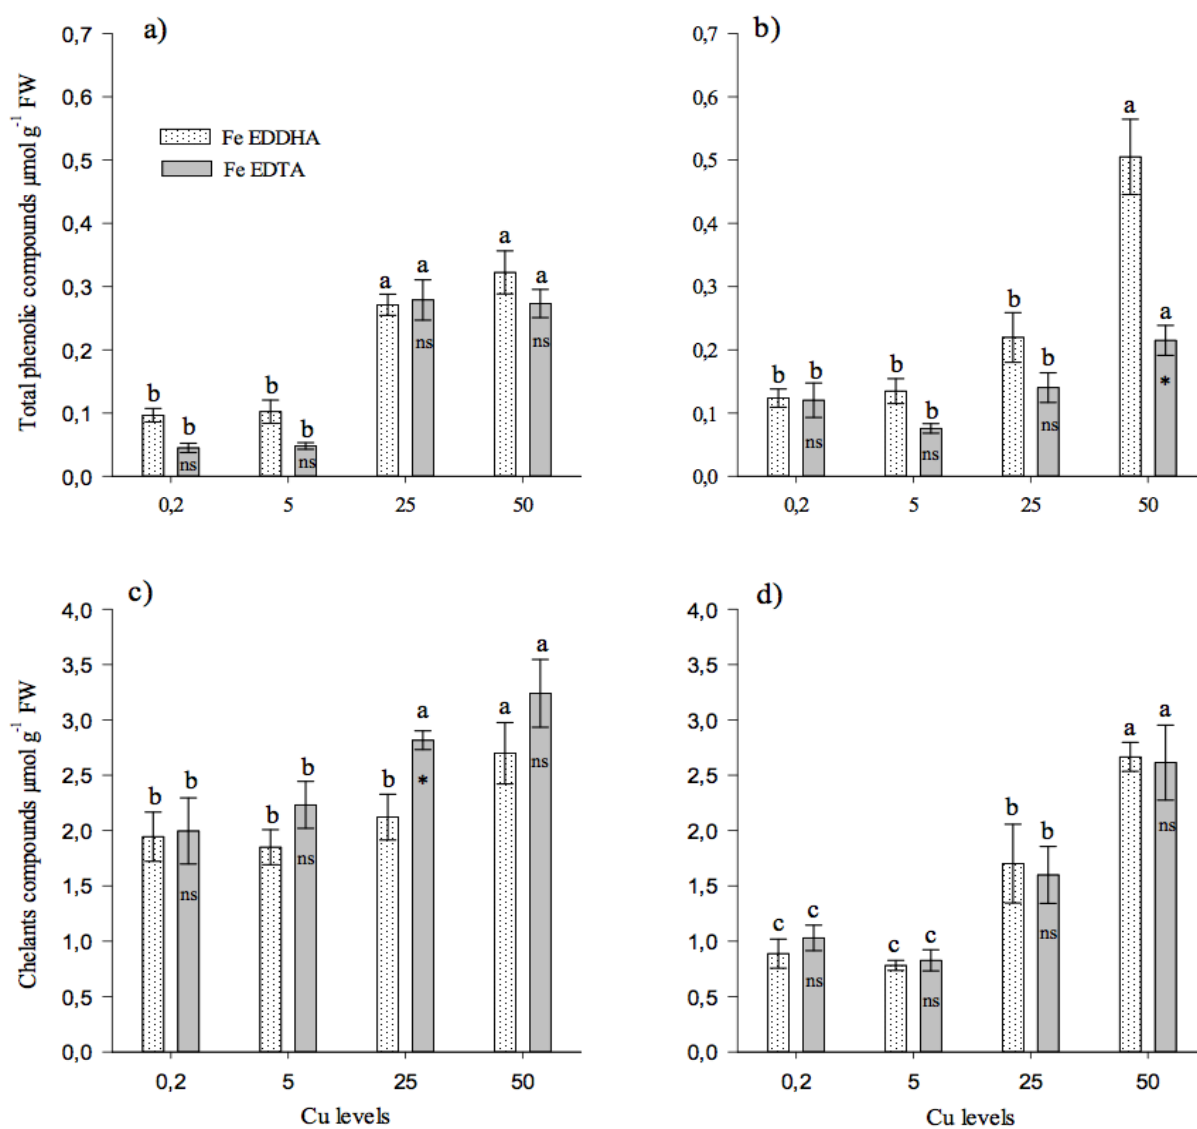 a)
Total phenolic compounds µmol g⁻¹ FW
0,7
0,6
0,5
0,4
0,3
0,2
0,1
0,0
Fe EDDHA
Fe EDTA
b b b b a a a a
ns ns ns ns
0,2 5 25 50
b)
0,7
0,6
0,5
0,4
0,3
0,2
0,1
0,0
b b b b b b a a
ns ns ns *
0,2 5 25 50
c)
Chelants compounds µmol g⁻¹ FW
4,0
3,5
3,0
2,5
2,0
1,5
1,0
0,5
0,0
b b b b b a a a
ns ns * ns
0,2 5 25 50
Cu levels
d)
4,0
3,5
3,0
2,5
2,0
1,5
1,0
0,5
0,0
c c c c b b a a
ns ns ns ns
0,2 5 25 50
Cu levels